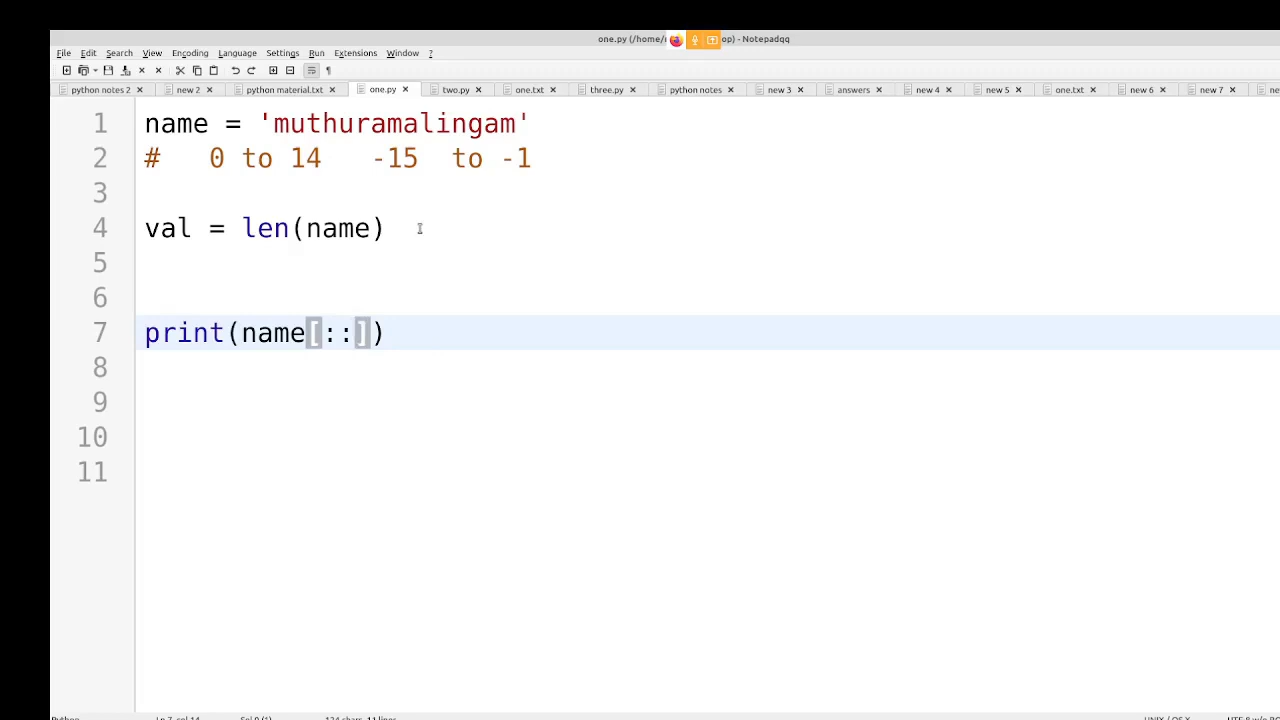 one.py (/home/ op) - Notepadqq
File Edit Search View Encoding Language Settings Run Extensions Window ?
python notes 2 new 2 python material.txt one.py two.py one.txt three.py python notes new 3 answers new 4 new 5 one.txt new 6 new 7
1 name = 'muthuramalingam'
2 # 0 to 14 -15 to -1
3
4 val = len(name)
5
6
7 print(name[::])
8
9
10
11